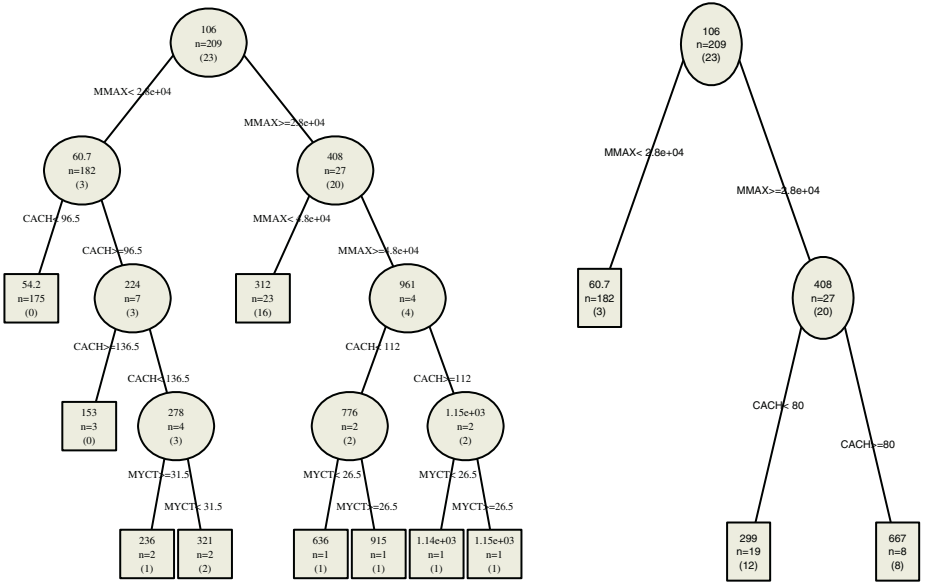 106
n=209
(23)
MMAX< 2.8e+04
MMAX>=2.8e+04
60.7
n=182
(3)
408
n=27
(20)
CACH< 96.5
CACH>=96.5
MMAX< 4.8e+04
MMAX>=4.8e+04
54.2
n=175
(0)
224
n=7
(3)
312
n=23
(16)
961
n=4
(4)
CACH>=136.5
CACH< 136.5
CACH< 112
CACH>=112
153
n=3
(0)
278
n=4
(3)
776
n=2
(2)
1.15e+03
n=2
(2)
MYCT>=31.5
MYCT< 31.5
MYCT< 26.5
MYCT>=26.5
MYCT< 26.5
MYCT>=26.5
236
n=2
(1)
321
n=2
(2)
636
n=1
(1)
915
n=1
(1)
1.14e+03
n=1
(1)
1.15e+03
n=1
(1)
106
n=209
(23)
MMAX< 2.8e+04
MMAX>=2.8e+04
60.7
n=182
(3)
408
n=27
(20)
CACH< 80
CACH>=80
299
n=19
(12)
667
n=8
(8)